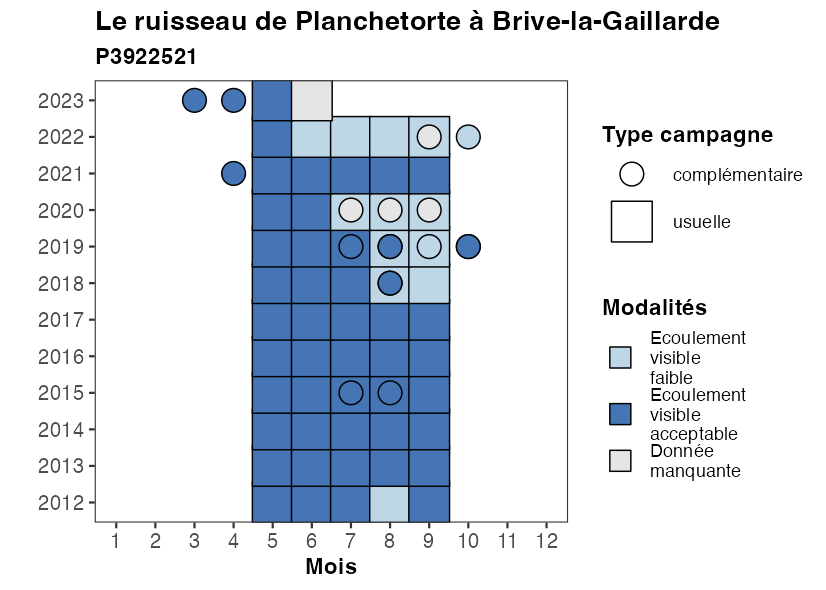 Le ruisseau de Planchetorte à Brive-la-Gaillarde
P3922521
2023
2022
2021
2020
2019
2018
2017
2016
2015
2014
2013
2012
1 2 3 4 5 6 7 8 9 10 11 12
Mois
Type campagne
complémentaire
usuelle
Modalités
Ecoulement
visible
faible
Ecoulement
visible
acceptable
Donnée
manquante